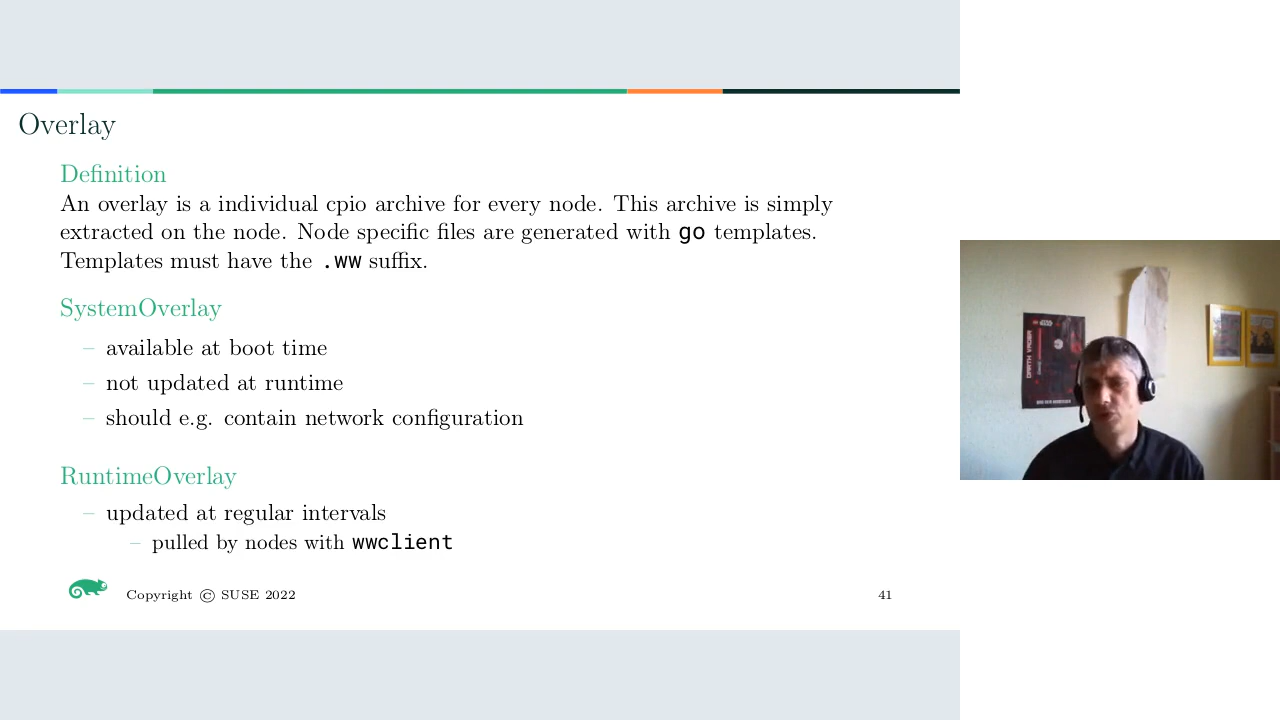 Overlay
Definition
An overlay is a individual cpio archive for every node. This archive is simply
extracted on the node. Node specific files are generated with go templates.
Templates must have the .ww suffix.
SystemOverlay
– available at boot time
– not updated at runtime
– should e.g. contain network configuration
RuntimeOverlay
– updated at regular intervals
– pulled by nodes with wwclient
Copyright © SUSE 2022
41
DARTH VADER